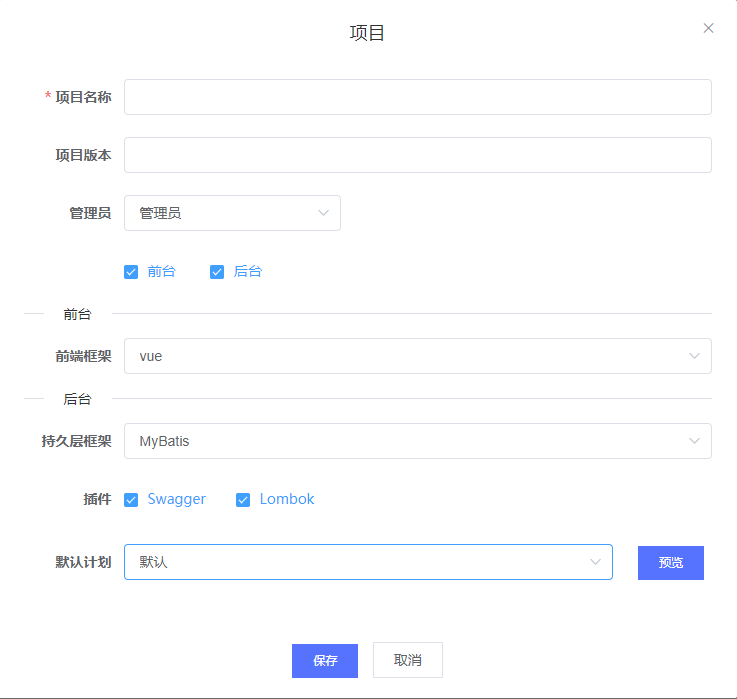 项目
* 项目名称
项目版本
管理员 管理员
前台 后台
前台
前端框架 vue
后台
持久层框架 MyBatis
插件 Swagger Lombok
默认计划 默认 预览
保存 取消